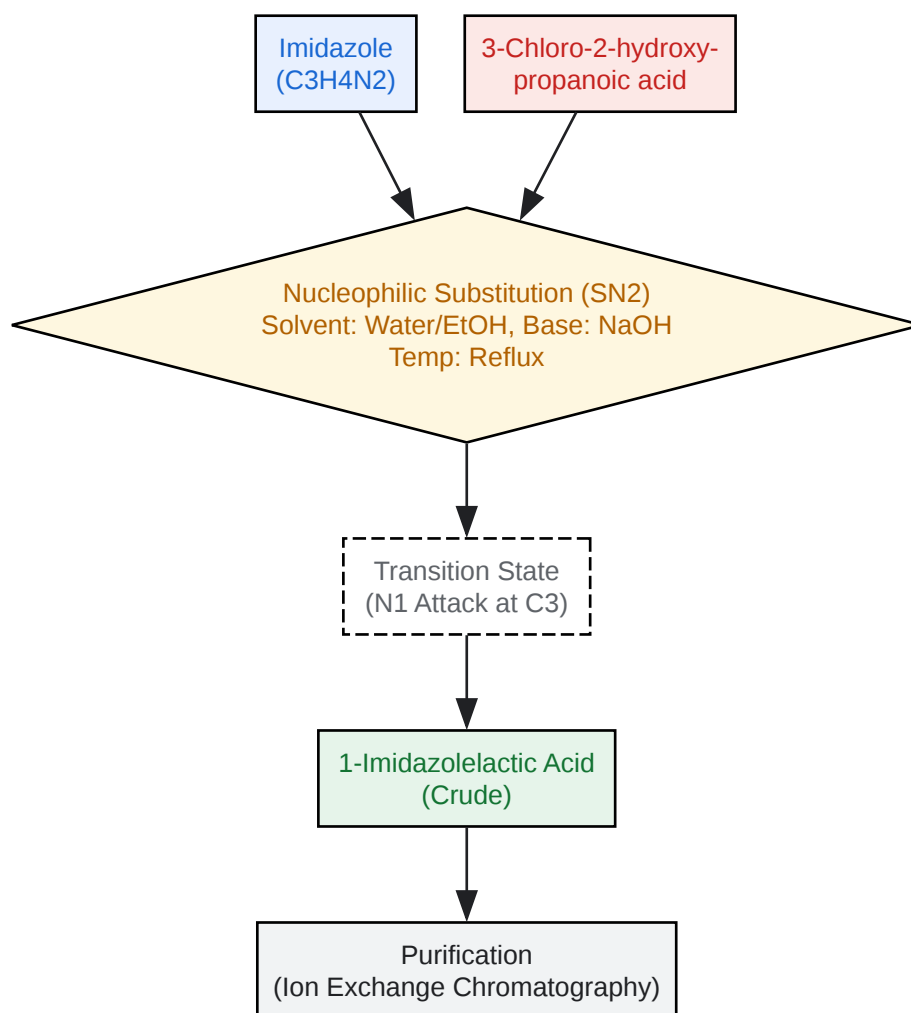 Imidazole
(C3H4N2)
3-Chloro-2-hydroxy-
propanoic acid
Nucleophilic Substitution (SN2)
Solvent: Water/EtOH, Base: NaOH
Temp: Reflux
Transition State
(N1 Attack at C3)
1-Imidazolelactic Acid
(Crude)
Purification
(Ion Exchange Chromatography)